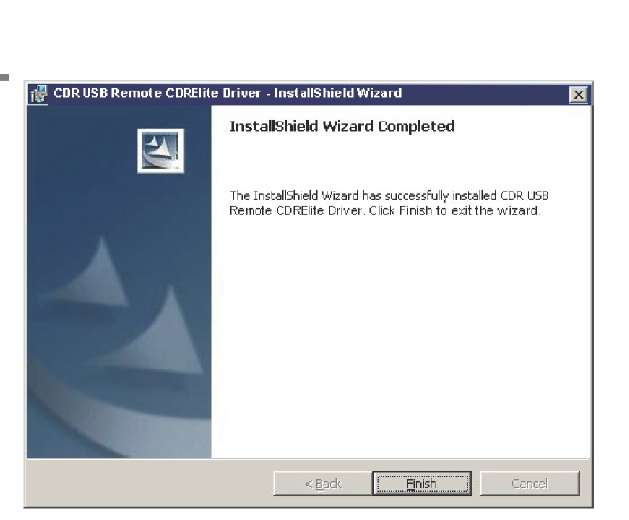 CDR USB Remote CDRElite Driver - InstallShield Wizard
InstallShield Wizard Completed
The InstallShield Wizard has successfully installed CDR USB
Remote CDRElite Driver. Click Finish to exit the wizard.
< Back
Finish
Cancel